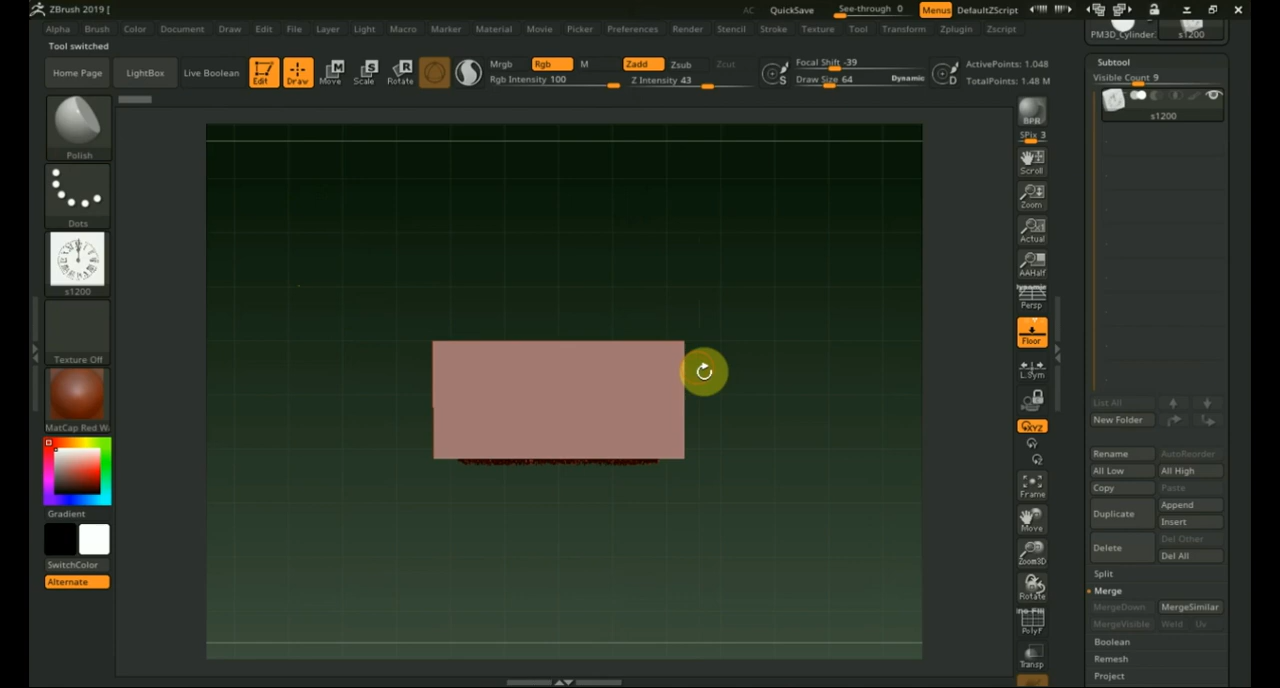 ZBrush 2019 [
AC QuickSave See-through 0 Menus DefaultZScript
Alpha Brush Color Document Draw Edit File Layer Light Macro Marker Material Movie Picker Preferences Render Stencil Stroke Texture Tool Transform Zplugin Zscript
Tool switched
Home Page LightBox Live Boolean Edit Draw Move Scale Rotate
Mrgb Rgb M Zadd Zsub Zcut
Rgb Intensity 100 Z Intensity 43
S Focal Shift -39
Draw Size 64 Dynamic D
ActivePoints: 1.048
TotalPoints: 1.48 M
Polish
Dots
s1200
Texture Off
MatCap Red Wa
Gradient
SwitchColor
Alternate
BPR
SPix 3
Scroll
Zoom
Actual
AAHalf
Dynamic
Persp
Floor
L.Sym
XYZ
Frame
Move
Zoom3D
Rotate
PolyF
Transp
PM3D_Cylinder. s1200
Subtool
Visible Count 9
s1200
List All
New Folder
Rename AutoReorder
All Low All High
Copy Paste
Duplicate Append
Insert
Delete Del Other
Del All
Split
Merge
MergeDown MergeSimilar
MergeVisible Weld Uv
Boolean
Remesh
Project